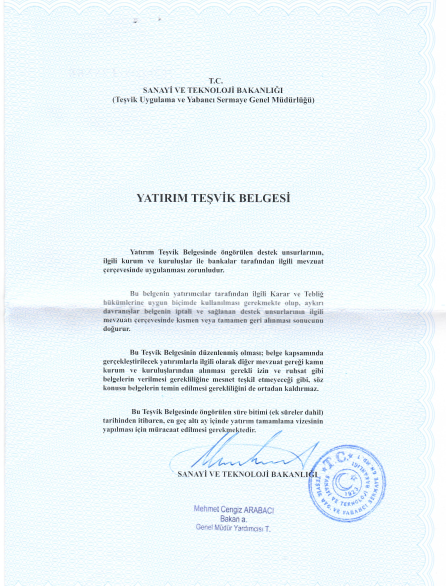 T.C.
SANAYİ VE TEKNOLOJİ BAKANLIĞI
(Teşvik Uygulama ve Yabancı Sermaye Genel Müdürlüğü)
YATIRIM TEŞVİK BELGESİ
Yatırım Teşvik Belgesinde öngörülen destek unsurlarının,
ilgili kurum ve kuruluşlar ile bankalar tarafından ilgili mevzuat
çerçevesinde uygulanması zorunludur.
Bu belgenin yatırımcılar tarafından ilgili Karar ve Tebliğ
hükümlerine uygun biçimde kullanılması gerekmekte olup, aykırı
davranışlar belgenin iptali ve sağlanan destek unsurlarının ilgili
mevzuatı çerçevesinde kısmen veya tamamen geri alınması sonucunu
doğurur.
Bu Teşvik Belgesinin düzenlenmiş olması; belge kapsamında
gerçekleştirilecek yatırımlarla ilgili olarak diğer mevzuat gereği kamu
kurum ve kuruluşlarından alınması gerekli izin ve ruhsat gibi
belgelerin verilmesi gerekliliğine mesnet teşkil etmeyeceği gibi, söz
konusu belgelerin temin edilmesi gerekliliğini de ortadan kaldırmaz.
Bu Teşvik Belgesinde öngörülen süre bitimi (ek süreler dahil)
tarihinden itibaren, en geç altı ay içinde yatırım tamamlama vizesinin
yapılması için müracaat edilmesi gerekmektedir.
SANAYİ VE TEKNOLOJİ BAKANLIĞI
Mehmet Cengiz ARABACI
Bakan a.
Genel Müdür Yardımcısı T.
T.C.
SANAYİ VE TEKNOLOJİ BAKANLIĞI
1923